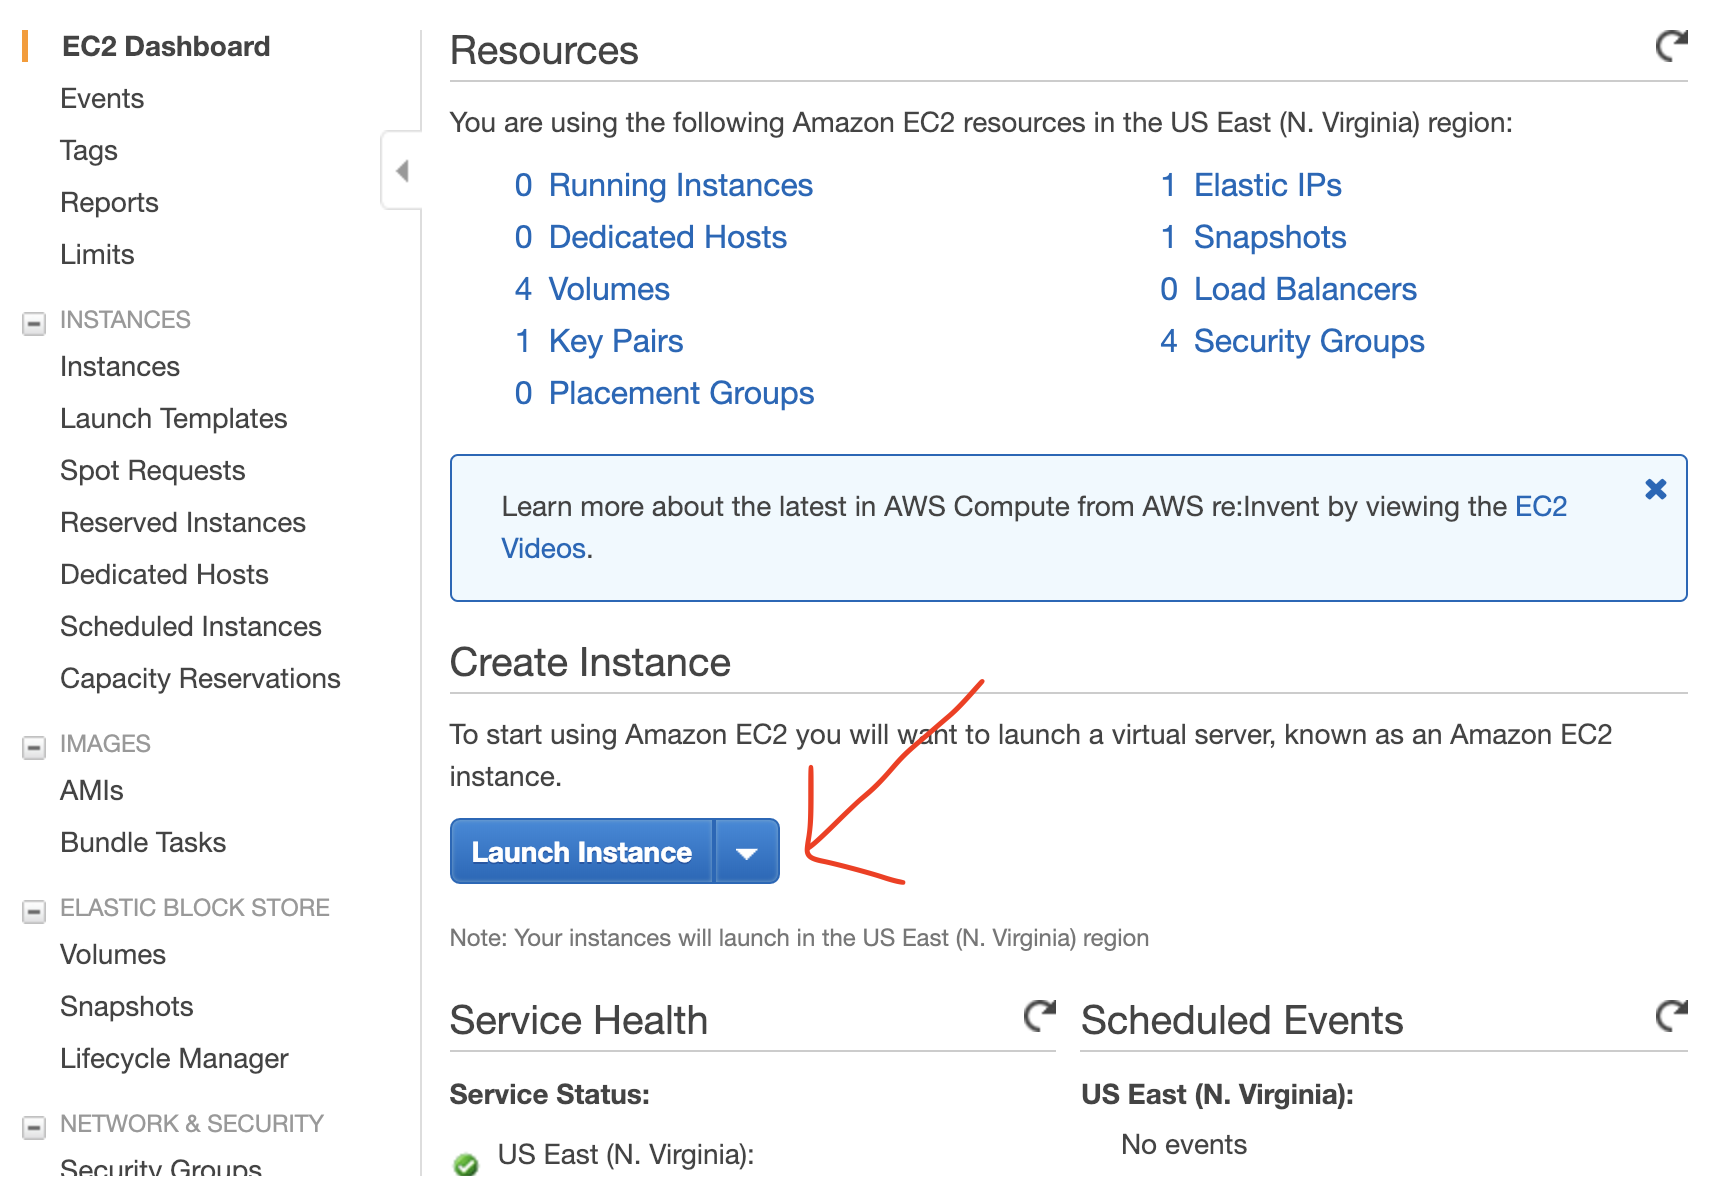 EC2 Dashboard
Events
Tags
Reports
Limits
INSTANCES
Instances
Launch Templates
Spot Requests
Reserved Instances
Dedicated Hosts
Scheduled Instances
Capacity Reservations
IMAGES
AMIs
Bundle Tasks
ELASTIC BLOCK STORE
Volumes
Snapshots
Lifecycle Manager
NETWORK & SECURITY
Security Groups
Resources
You are using the following Amazon EC2 resources in the US East (N. Virginia) region:
0 Running Instances
0 Dedicated Hosts
4 Volumes
1 Key Pairs
0 Placement Groups
1 Elastic IPs
1 Snapshots
0 Load Balancers
4 Security Groups
Learn more about the latest in AWS Compute from AWS re:Invent by viewing the EC2
Videos.
Create Instance
To start using Amazon EC2 you will want to launch a virtual server, known as an Amazon EC2
instance.
Launch Instance
Note: Your instances will launch in the US East (N. Virginia) region
Service Health
Service Status:
US East (N. Virginia):
Scheduled Events
US East (N. Virginia):
No events